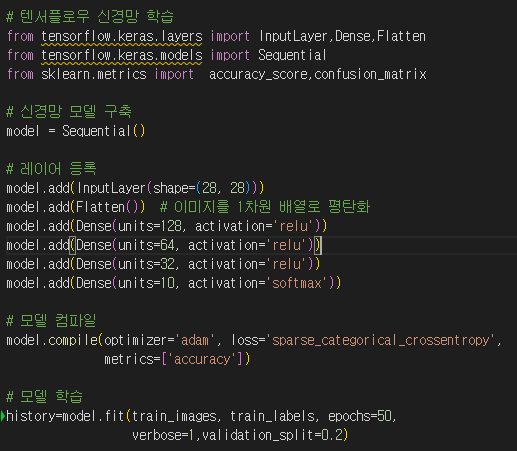 # 텐서플로우 신경망 학습
from tensorflow.keras.layers import InputLayer,Dense,Flatten
from tensorflow.keras.models import Sequential
from sklearn.metrics import  accuracy_score,confusion_matrix
# 신경망 모델 구축
model = Sequential()
# 레이어 등록
model.add(InputLayer(shape=(28, 28)))
model.add(Flatten())  # 이미지를 1차원 배열로 평탄화
model.add(Dense(units=128, activation='relu'))
model.add(Dense(units=64, activation='relu'))
model.add(Dense(units=32, activation='relu'))
model.add(Dense(units=10, activation='softmax'))
# 모델 컴파일
model.compile(optimizer='adam', loss='sparse_categorical_crossentropy',
metrics=['accuracy'])
# 모델 학습
history=model.fit(train_images, train_labels, epochs=50,
verbose=1,validation_split=0.2)